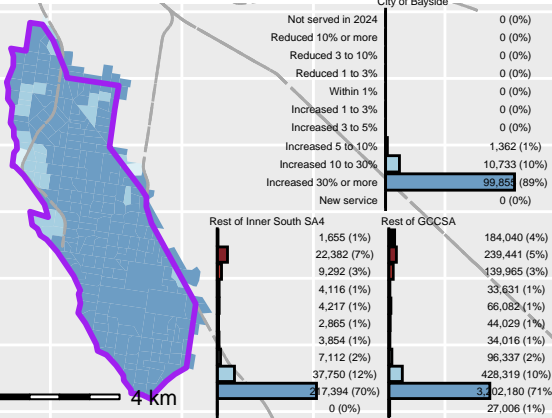 City of Bayside
Not served in 2024 0 (0%)
Reduced 10% or more 0 (0%)
Reduced 3 to 10% 0 (0%)
Reduced 1 to 3% 0 (0%)
Within 1% 0 (0%)
Increased 1 to 3% 0 (0%)
Increased 3 to 5% 0 (0%)
Increased 5 to 10% 1,362 (1%)
Increased 10 to 30% 10,733 (10%)
Increased 30% or more 99,855 (89%)
New service 0 (0%)
Rest of Inner South SA4 Rest of GCCSA
1,655 (1%) 184,040 (4%)
22,382 (7%) 239,441 (5%)
9,292 (3%) 139,965 (3%)
4,116 (1%) 33,631 (1%)
4,217 (1%) 66,082 (1%)
2,865 (1%) 44,029 (1%)
3,854 (1%) 34,016 (1%)
7,112 (2%) 96,337 (2%)
37,750 (12%) 428,319 (10%)
217,394 (70%) 3,202,180 (71%)
0 (0%) 27,006 (1%)
4 km